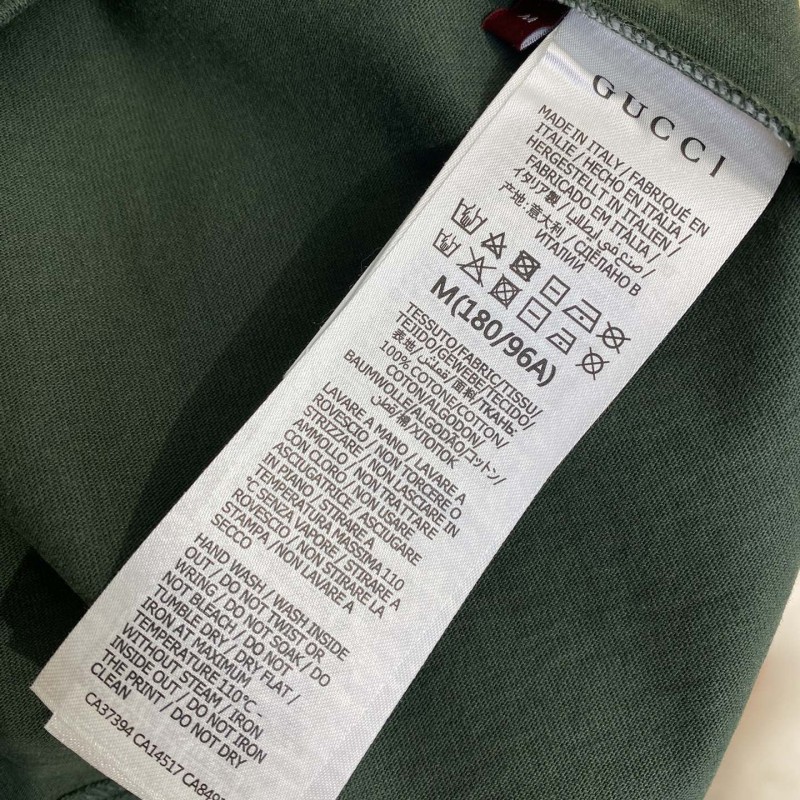 GUCCI
MADE IN ITALY / FABRIQUÉ EN
ITALIE / HECHO EN ITALIA /
HERGESTELLT IN ITALIEN
FABRICADO EM ITALIA /
イタリア製 / صنع في إيطاليا /
产地:意大利 / СДЕЛАНО В
ИТАЛИИ
M(180/96A)
TESSUTO/FABRIC/TISSU/
TEJIDO/GEWEBE/TECIDO/
表地/قماش/面料/ТКАНЬ:
100% COTONE/COTTON/
COTON/ALGODON/
BAUMWOLLE/ALGODÃO/コットン/
قطن/棉/ХЛОПОК
LAVARE A MANO / LAVARE A
ROVESCIO / NON TORCERE O
STRIZZARE / NON LASCIARE IN
AMMOLLO / NON TRATTARE
CON CLORO / NON USARE
ASCIUGATRICE / ASCIUGARE
IN PIANO / STIRARE A
TEMPERATURA MASSIMA 110
°C SENZA VAPORE / STIRARE A
ROVESCIO / NON STIRARE LA
STAMPA / NON LAVARE A
SECCO
HAND WASH / WASH INSIDE
OUT / DO NOT TWIST OR
WRING / DO NOT SOAK / DO
NOT BLEACH / DO NOT
TUMBLE DRY / DRY FLAT /
IRON AT MAXIMUM
TEMPERATURE 110°C -
WITHOUT STEAM / IRON
INSIDE OUT / DO NOT IRON
THE PRINT / DO NOT DRY
CLEAN
CA37394 CA14517